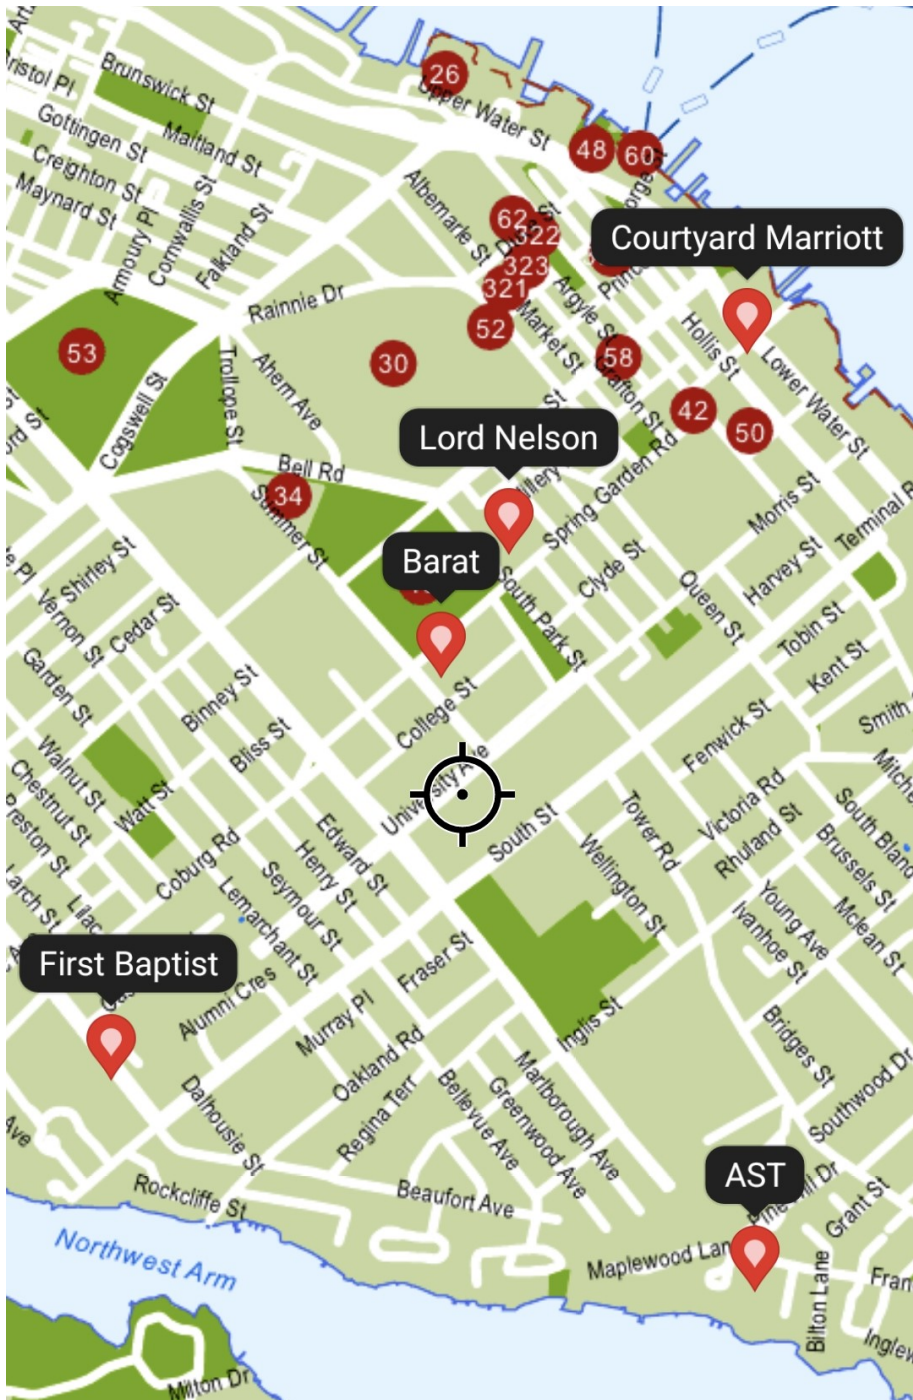 26
Upper Water St
Brunswick St
Bristol Pl
Gottingen St
Maitland St
48
60
Creighton St
Maynard St
Cornwallis St
Armoury Pl
Falkland St
Albemarle St
62
322
Courtyard Marriott
323
321
Argyle St
Rainnie Dr
52
Market St
Hollis St
53
30
58
Grafton St
Lower Water St
Trollope St
Ahern Ave
Cogswell St
42
50
Lord Nelson
Bell Rd
Spring Garden Rd
34
Summer St
Morris St
Terminal R
Barat
Shirley St
Clyde St
Harvey St
Queen St
South Park St
Vernon St
Cedar St
Tobin St
Kent St
Garden St
Binney St
College St
Smith
Bliss St
Fenwick St
Walnut St
University Ave
Chestnut St
Watt St
Preston St
South St
Tower Rd
Victoria Rd
South Bland
Rhuland St
Brussels St
Edward St
Henry St
Coburg Rd
Seymour St
Wellington St
Lemarchant St
Lilac
Young Ave
Mclean St
Ivanhoe St
First Baptist
Fraser St
Alumni Cres
Murray Pl
Inglis St
Oakland Rd
Bridges St
Marlborough Ave
Southwood Dr
Greenwood Ave
Bellevue Ave
Dalhousie St
Regina Terr
Ave
AST
Rockcliffe St
Beaufort Ave
Grant St
Northwest Arm
Maplewood Lan
Fran
Bilton Lane
Inglew
Milton Dr